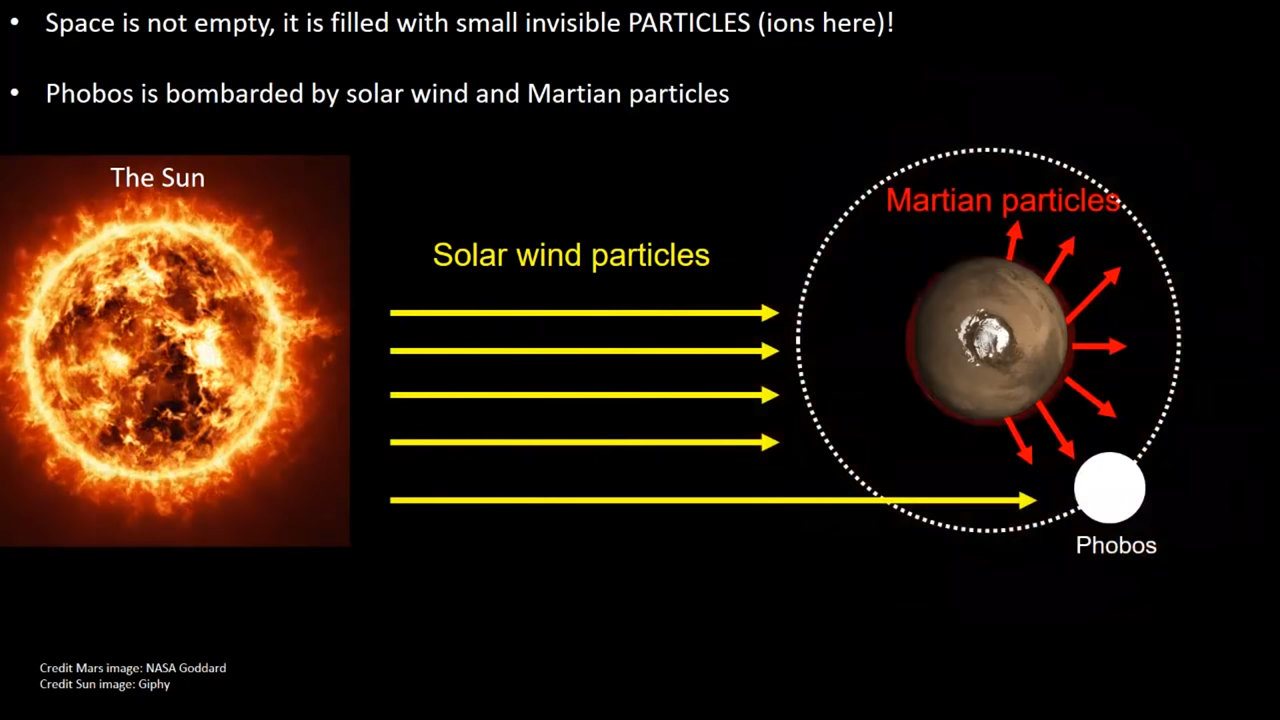 • Space is not empty, it is filled with small invisible PARTICLES (ions here)!
• Phobos is bombarded by solar wind and Martian particles
The Sun
Martian particles
Solar wind particles
Phobos
Credit Mars image: NASA Goddard
Credit Sun image: Giphy